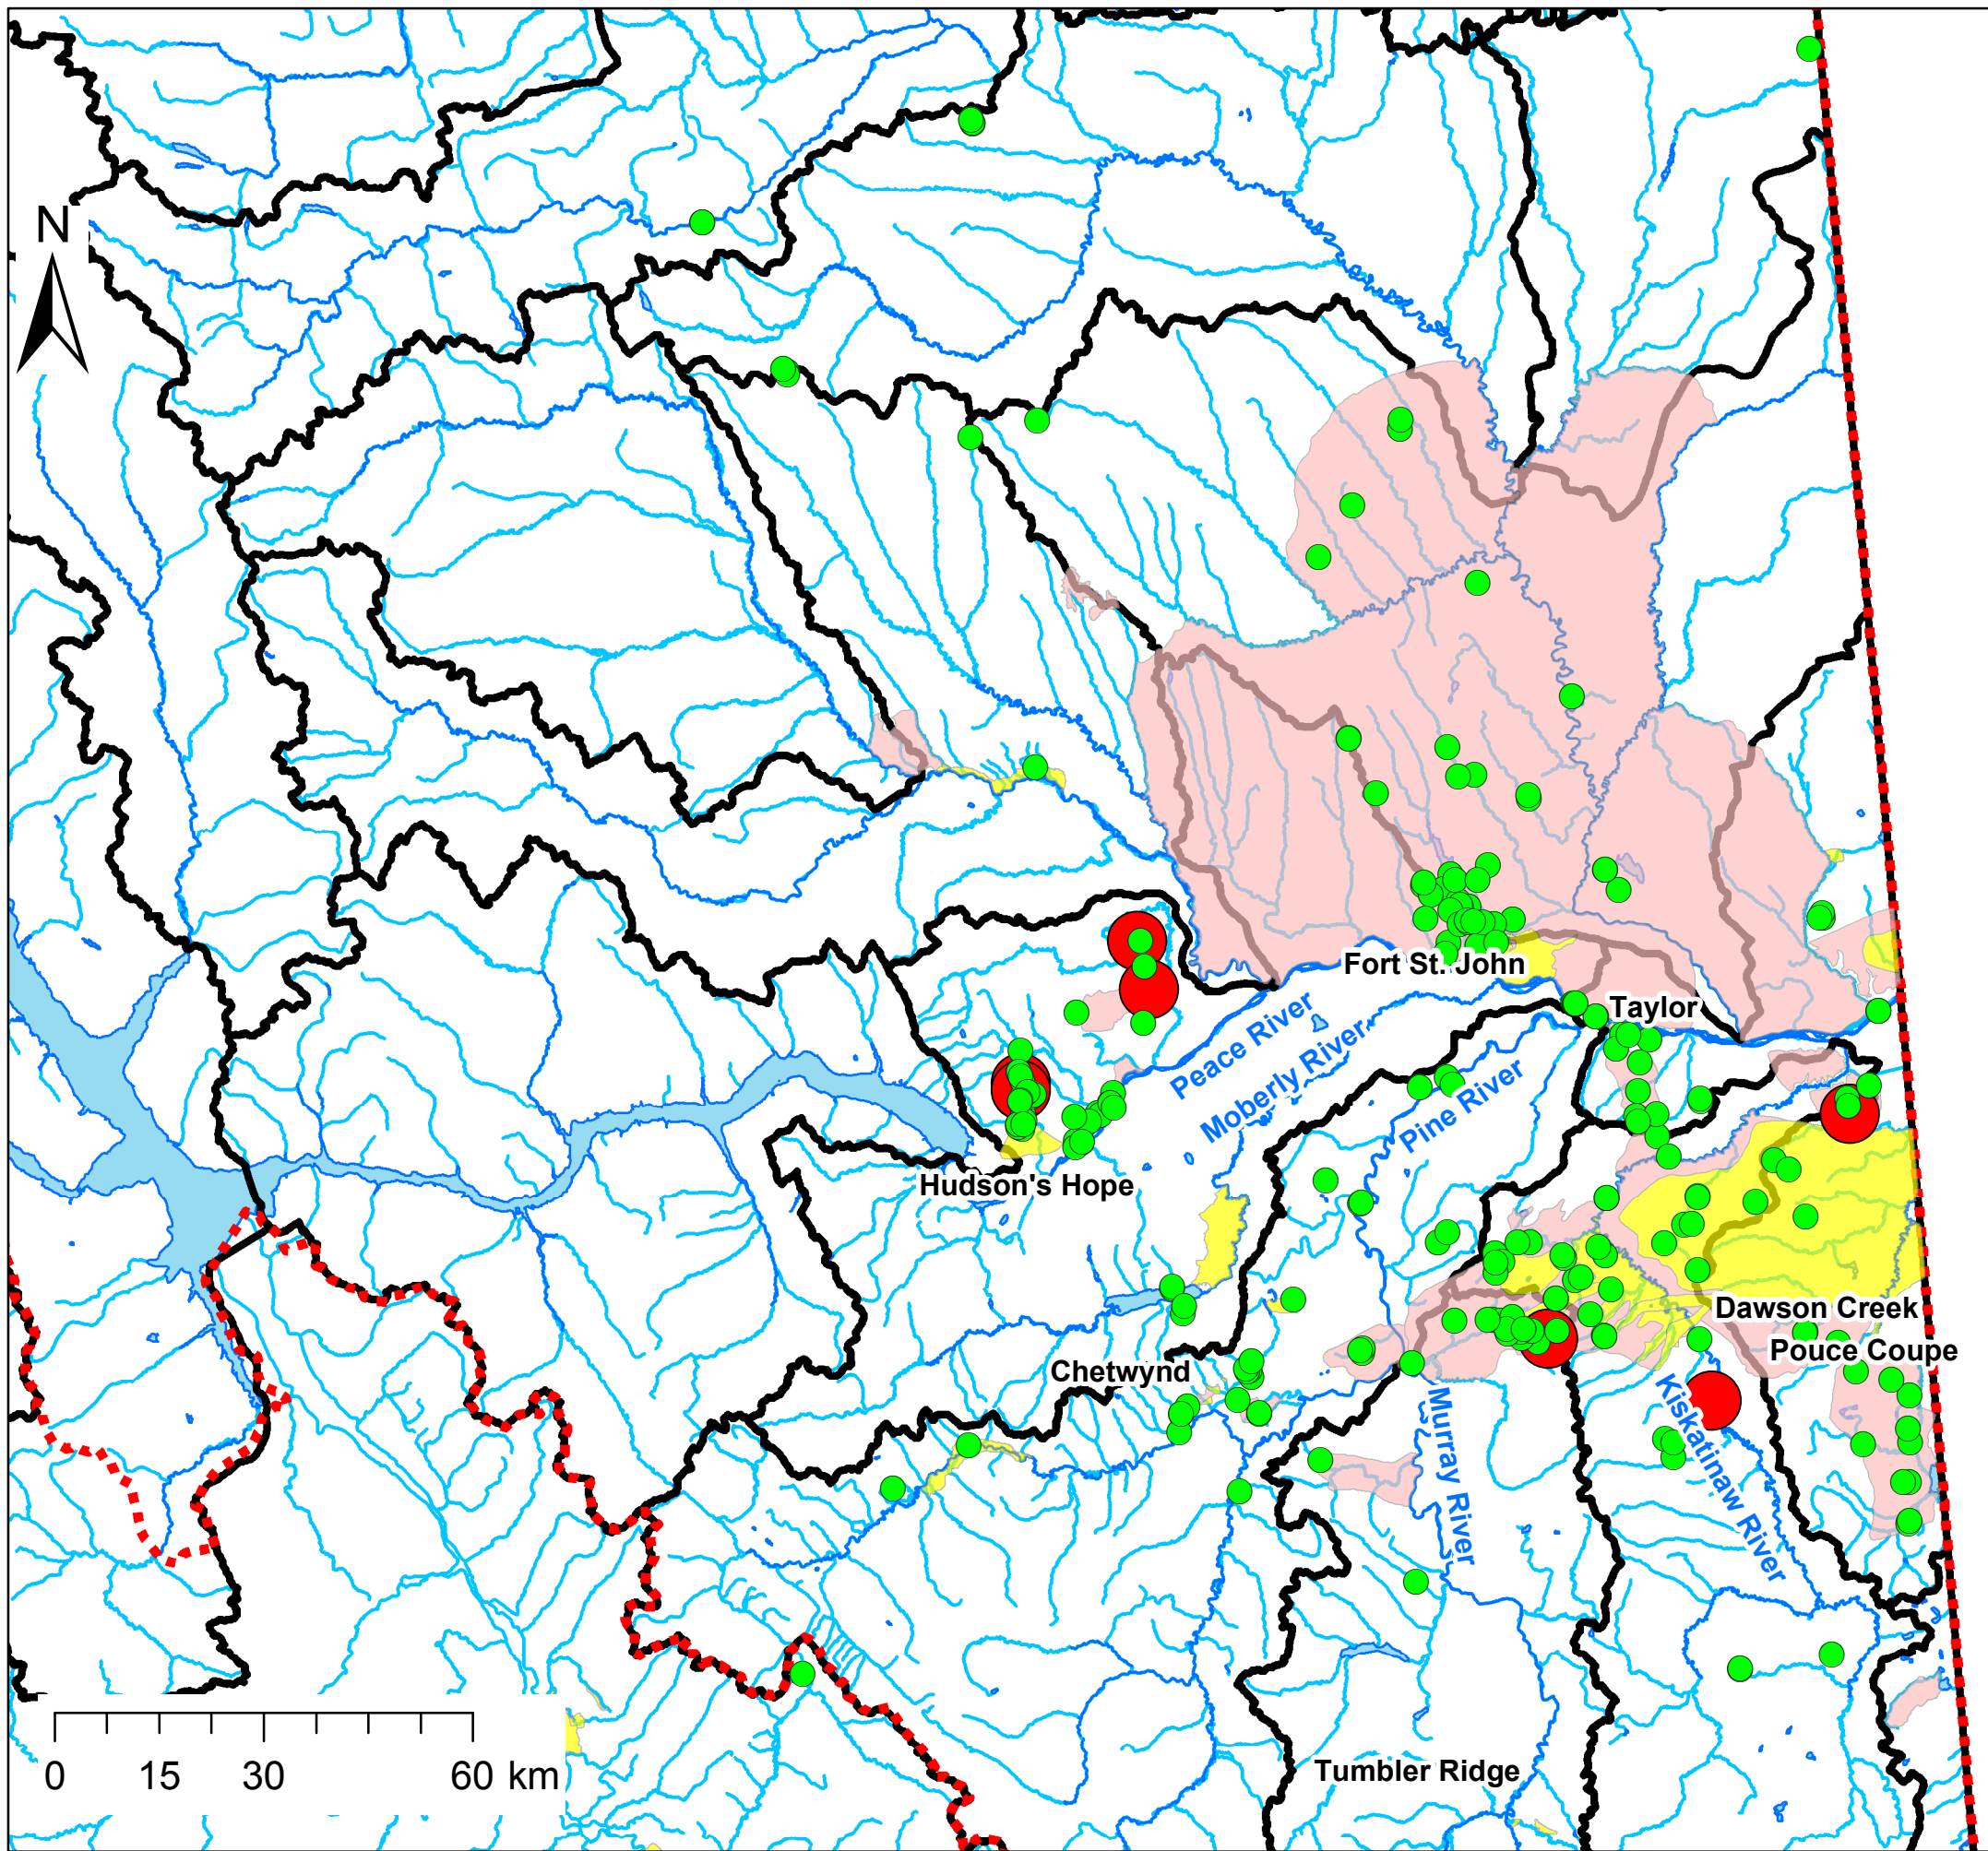 N
Fort St. John
Taylor
Peace River
Moberly River
Pine River
Hudson's Hope
Dawson Creek
Pouce Coupe
Chetwynd
Murray River
Kiskatinaw River
Tumbler Ridge
0 15 30 60 km